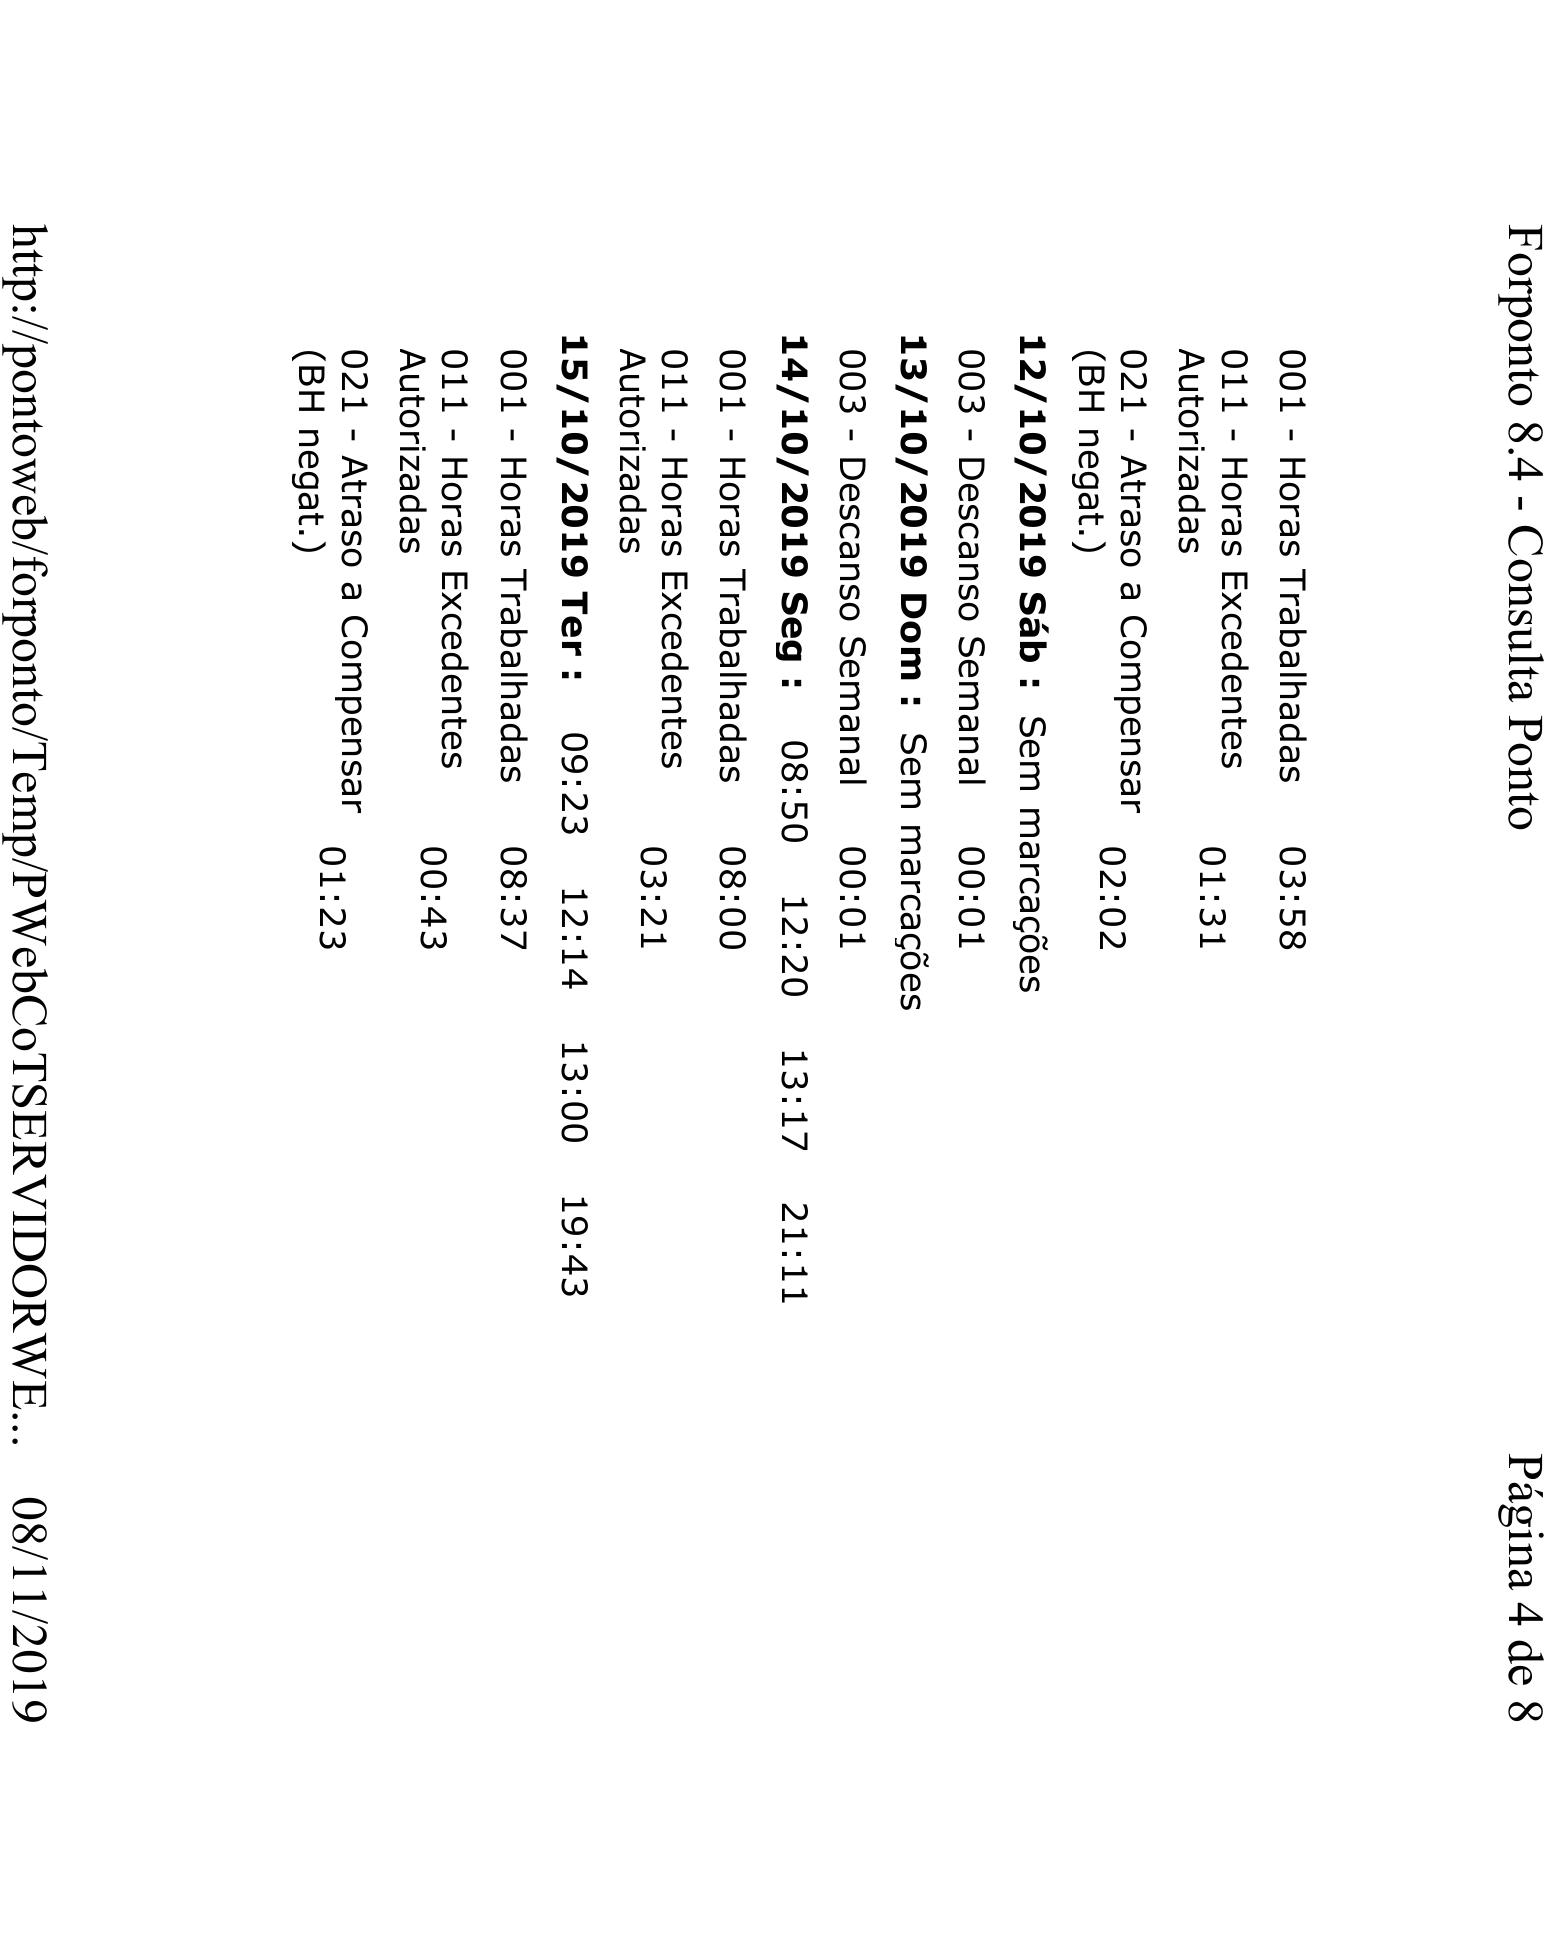 Forponto 8.4 - Consulta Ponto Página 4 de 8
001 - Horas Trabalhadas 03:58
011 - Horas Excedentes
Autorizadas 01:31
021 - Atraso a Compensar
(BH negat.) 02:02
12/10/2019 Sáb : Sem marcações
003 - Descanso Semanal 00:01
13/10/2019 Dom : Sem marcações
003 - Descanso Semanal 00:01
14/10/2019 Seg : 08:50 12:20 13:17 21:11
001 - Horas Trabalhadas 08:00
011 - Horas Excedentes
Autorizadas 03:21
15/10/2019 Ter : 09:23 12:14 13:00 19:43
001 - Horas Trabalhadas 08:37
011 - Horas Excedentes
Autorizadas 00:43
021 - Atraso a Compensar
(BH negat.) 01:23
http://pontoweb/forponto/Temp/PWebCoTSERVIDORWE... 08/11/2019